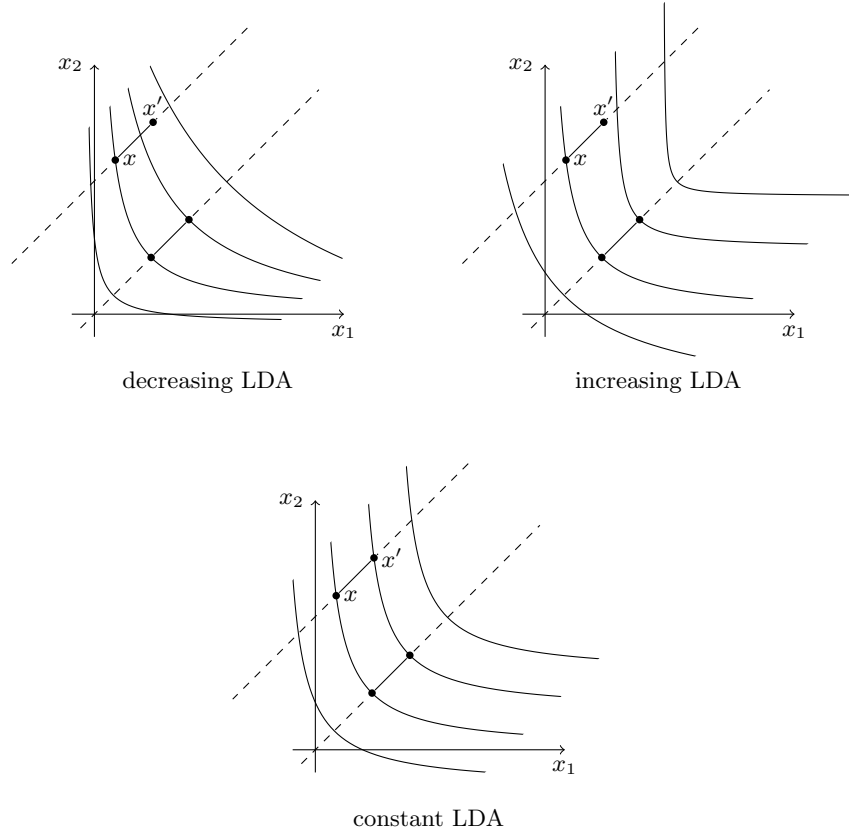 x₂
x′
x
x₁
decreasing LDA
x₂
x′
x
x₁
increasing LDA
x₂
x′
x
x₁
constant LDA